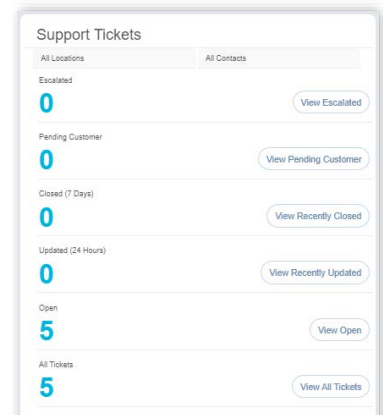 Support Tickets
All Locations All Contacts
Escalated
0 View Escalated
Pending Customer
0 View Pending Customer
Closed (7 Days)
0 View Recently Closed
Updated (24 Hours)
0 View Recently Updated
Open
5 View Open
All Tickets
5 View All Tickets